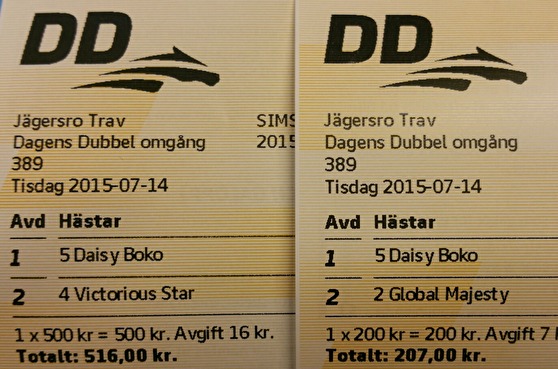 DD
Jägersro Trav
SIMS
Dagens Dubbel omgång
2015
389
Tisdag 2015-07-14
Avd Hästar
1 5 Daisy Boko
2 4 Victorious Star
1 x 500 kr = 500 kr. Avgift 16 kr.
Totalt: 516,00 kr.
DD
Jägersro Trav
Dagens Dubbel omgång
389
Tisdag 2015-07-14
Avd Hästar
1 5 Daisy Boko
2 2 Global Majesty
1 x 200 kr = 200 kr. Avgift 7
Totalt: 207,00 kr.